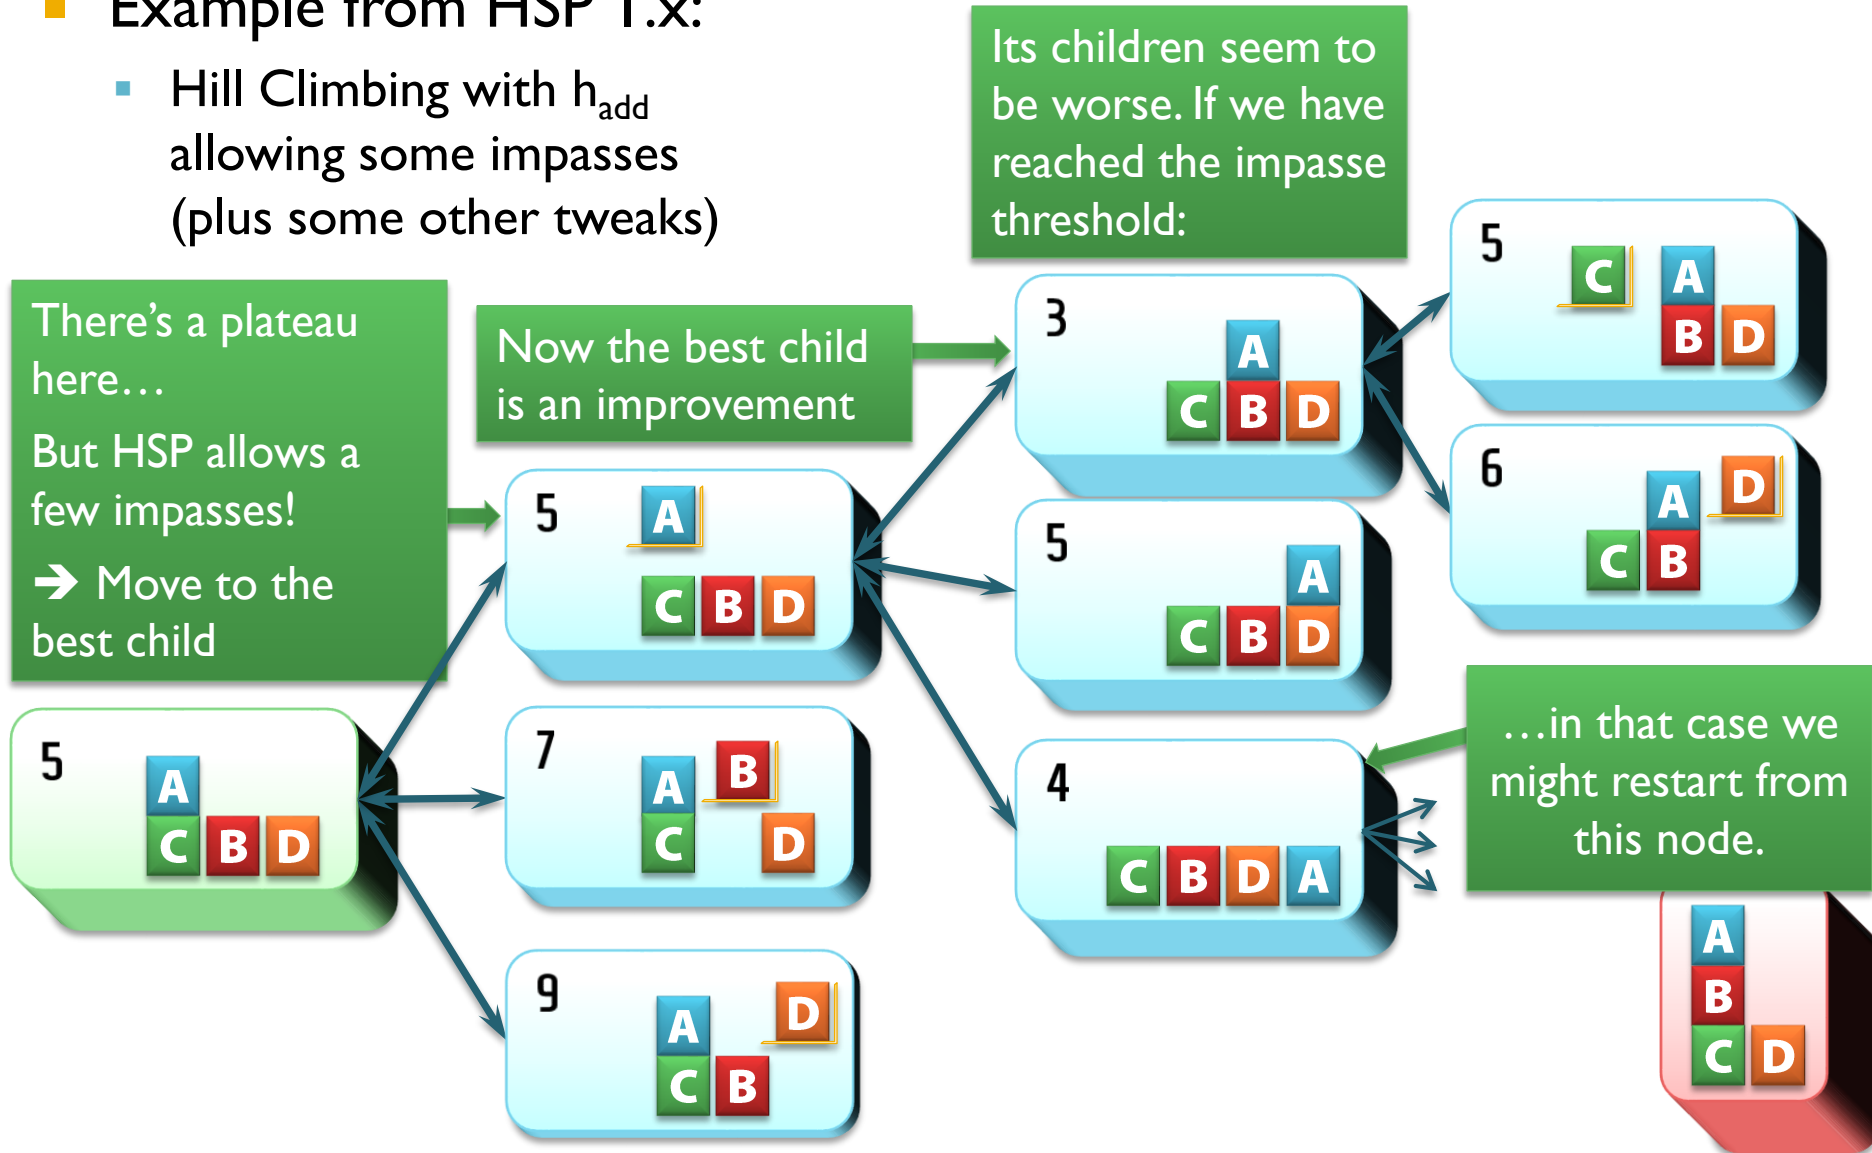 Example from HSP 1.x:
Hill Climbing with hadd
allowing some impasses
(plus some other tweaks)
Its children seem to
be worse. If we have
reached the impasse
threshold:
There's a plateau
here…
But HSP allows a
few impasses!
➔ Move to the
best child
Now the best child
is an improvement
5
A
C B D
5
A
C B D
7
A B
C D
9
A D
C B
3
A
C B D
5
A
C B D
4
C B D A
5
C A
B D
6
A D
C B
…in that case we
might restart from
this node.
A
B
C D